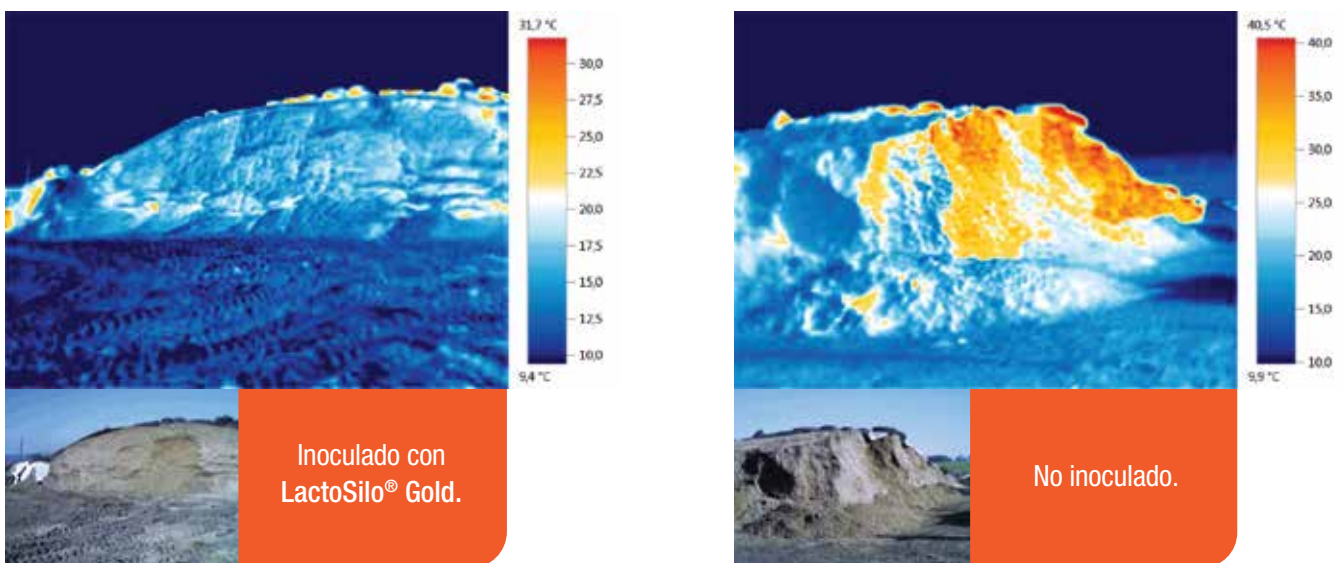 31,7 °C
30,0
27,5
25,0
22,5
20,0
17,5
15,0
12,5
10,0
9,4 °C
Inoculado con
LactoSilo® Gold.
40,5 °C
40,0
35,0
30,0
25,0
20,0
15,0
10,0
9,9 °C
No inoculado.